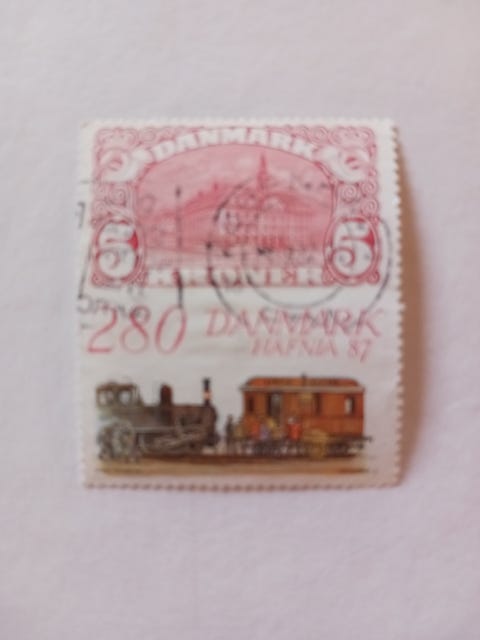 DANMARK
5 5
KRONER
280 DANMARK
HAFNIA 87